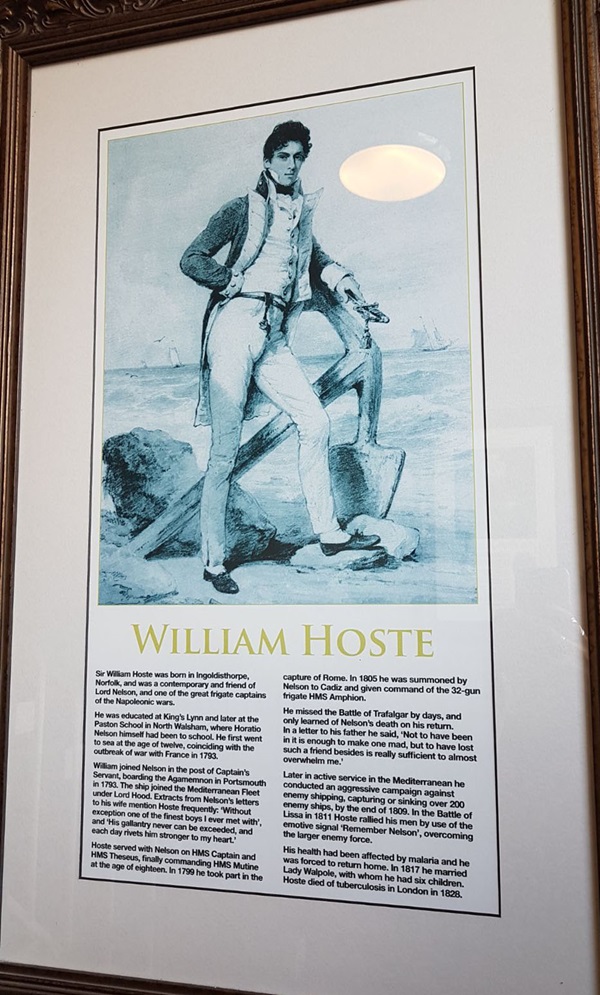 WILLIAM HOSTE
Sir William Hoste was born in Ingoldisthorpe,
Norfolk, and was a contemporary and friend of
Lord Nelson, and one of the great frigate captains
of the Napoleonic wars.
He was educated at King's Lynn and later at the
Paston School in North Walsham, where Horatio
Nelson himself had been to school. He first went
to sea at the age of twelve, coinciding with the
outbreak of war with France in 1793.
William joined Nelson in the post of Captain's
Servant, boarding the Agamemnon in Portsmouth
in 1793. The ship joined the Mediterranean Fleet
under Lord Hood. Extracts from Nelson's letters
to his wife mention Hoste frequently: 'Without
exception one of the finest boys I ever met with',
and 'His gallantry never can be exceeded, and
each day rivets him stronger to my heart.'
Hoste served with Nelson on HMS Captain and
HMS Theseus, finally commanding HMS Mutine
at the age of eighteen. In 1799 he took part in the
capture of Rome. In 1805 he was summoned by
Nelson to Cadiz and given command of the 32-gun
frigate HMS Amphion.
He missed the Battle of Trafalgar by days, and
only learned of Nelson's death on his return.
In a letter to his father he said, 'Not to have been
in it is enough to make one mad, but to have lost
such a friend besides is really sufficient to almost
overwhelm me.'
Later in active service in the Mediterranean he
conducted an aggressive campaign against
enemy shipping, capturing or sinking over 200
enemy ships, by the end of 1809. In the Battle of
Lissa in 1811 Hoste rallied his men by use of the
emotive signal 'Remember Nelson', overcoming
the larger enemy force.
His health had been affected by malaria and he
was forced to return home. In 1817 he married
Lady Walpole, with whom he had six children.
Hoste died of tuberculosis in London in 1828.